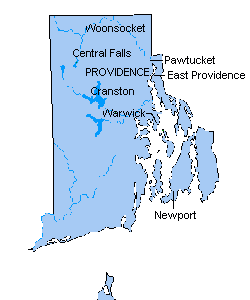 Woonsocket
Central Falls
Pawtucket
PROVIDENCE
East Providence
Cranston
Warwick
Newport